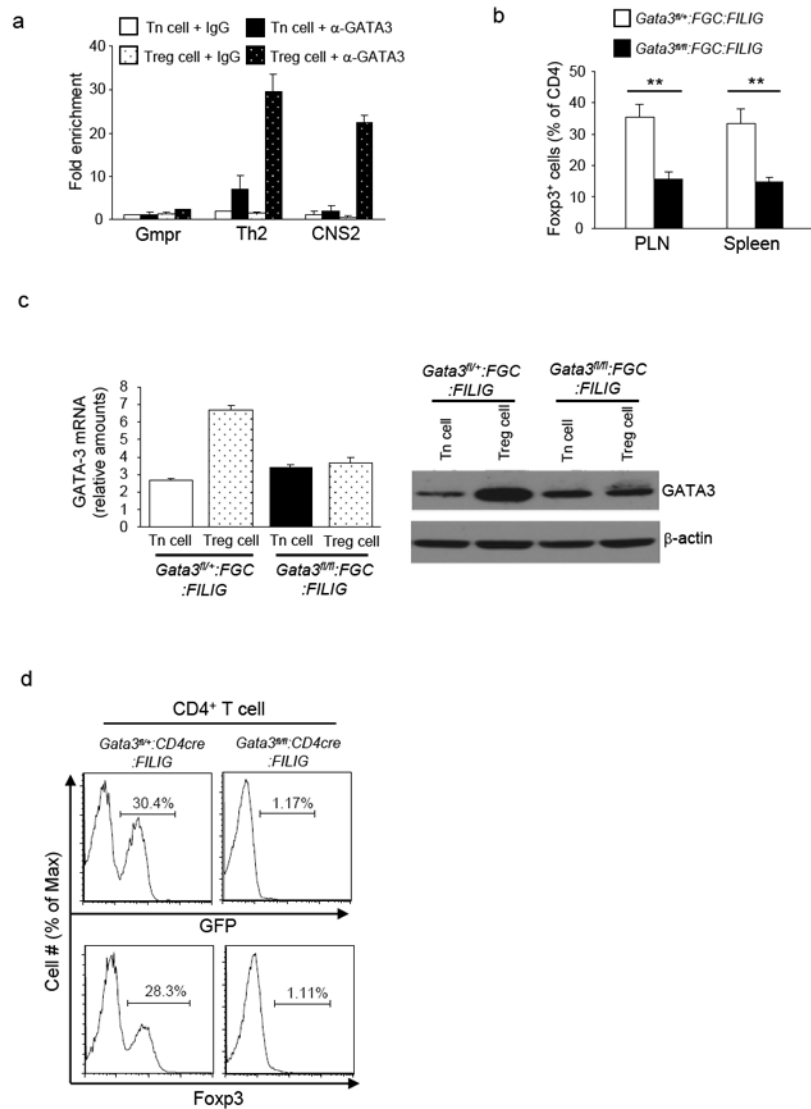 a
Tn cell + IgG
Tn cell + α-GATA3
Treg cell + IgG
Treg cell + α-GATA3
Fold enrichment
40
30
20
10
0
Gmpr
Th2
CNS2
b
Gata3fl/+:FGC:FILIG
Gata3fl/fl:FGC:FILIG
Foxp3+ cells (% of CD4)
50
40
30
20
10
0
**
**
PLN
Spleen
c
GATA-3 mRNA
(relative amounts)
8
7
6
5
4
3
2
1
0
Tn cell
Treg cell
Tn cell
Treg cell
Gata3fl/+:FGC
:FILIG
Gata3fl/fl:FGC
:FILIG
Gata3fl/+:FGC
:FILIG
Gata3fl/fl:FGC
:FILIG
Tn cell
Treg cell
Tn cell
Treg cell
GATA3
β-actin
d
CD4+ T cell
Gata3fl/+:CD4cre
:FILIG
Gata3fl/fl:CD4cre
:FILIG
30.4%
1.17%
GFP
Cell # (% of Max)
28.3%
1.11%
Foxp3